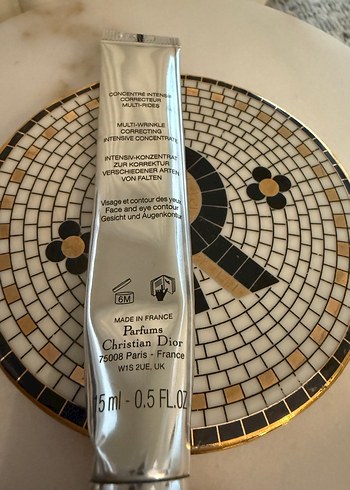 CONCENTRÉ INTENSIF
CORRECTEUR
MULTI-RIDES
MULTI-WRINKLE
CORRECTING
INTENSIVE CONCENTRATE
INTENSIV-KONZENTRAT
ZUR KORREKTUR
VERSCHIEDENER ARTEN
VON FALTEN
Visage et contour des yeux
Face and eye contour
Gesicht und Augenkontur
6M
MADE IN FRANCE
Parfums
Christian Dior
75008 Paris - France
W1S 2UE, UK
15 ml - 0.5 FL.OZ
R